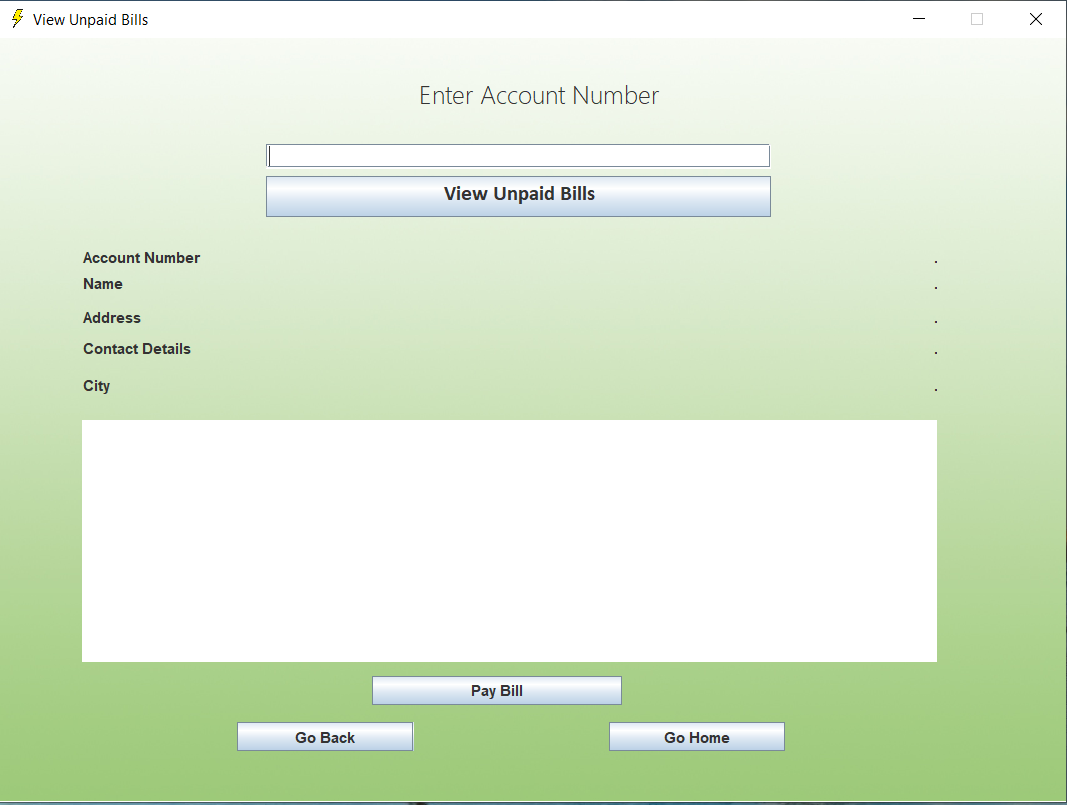 View Unpaid Bills
Enter Account Number
View Unpaid Bills
Account Number .
Name .
Address .
Contact Details .
City .
Pay Bill
Go Back Go Home